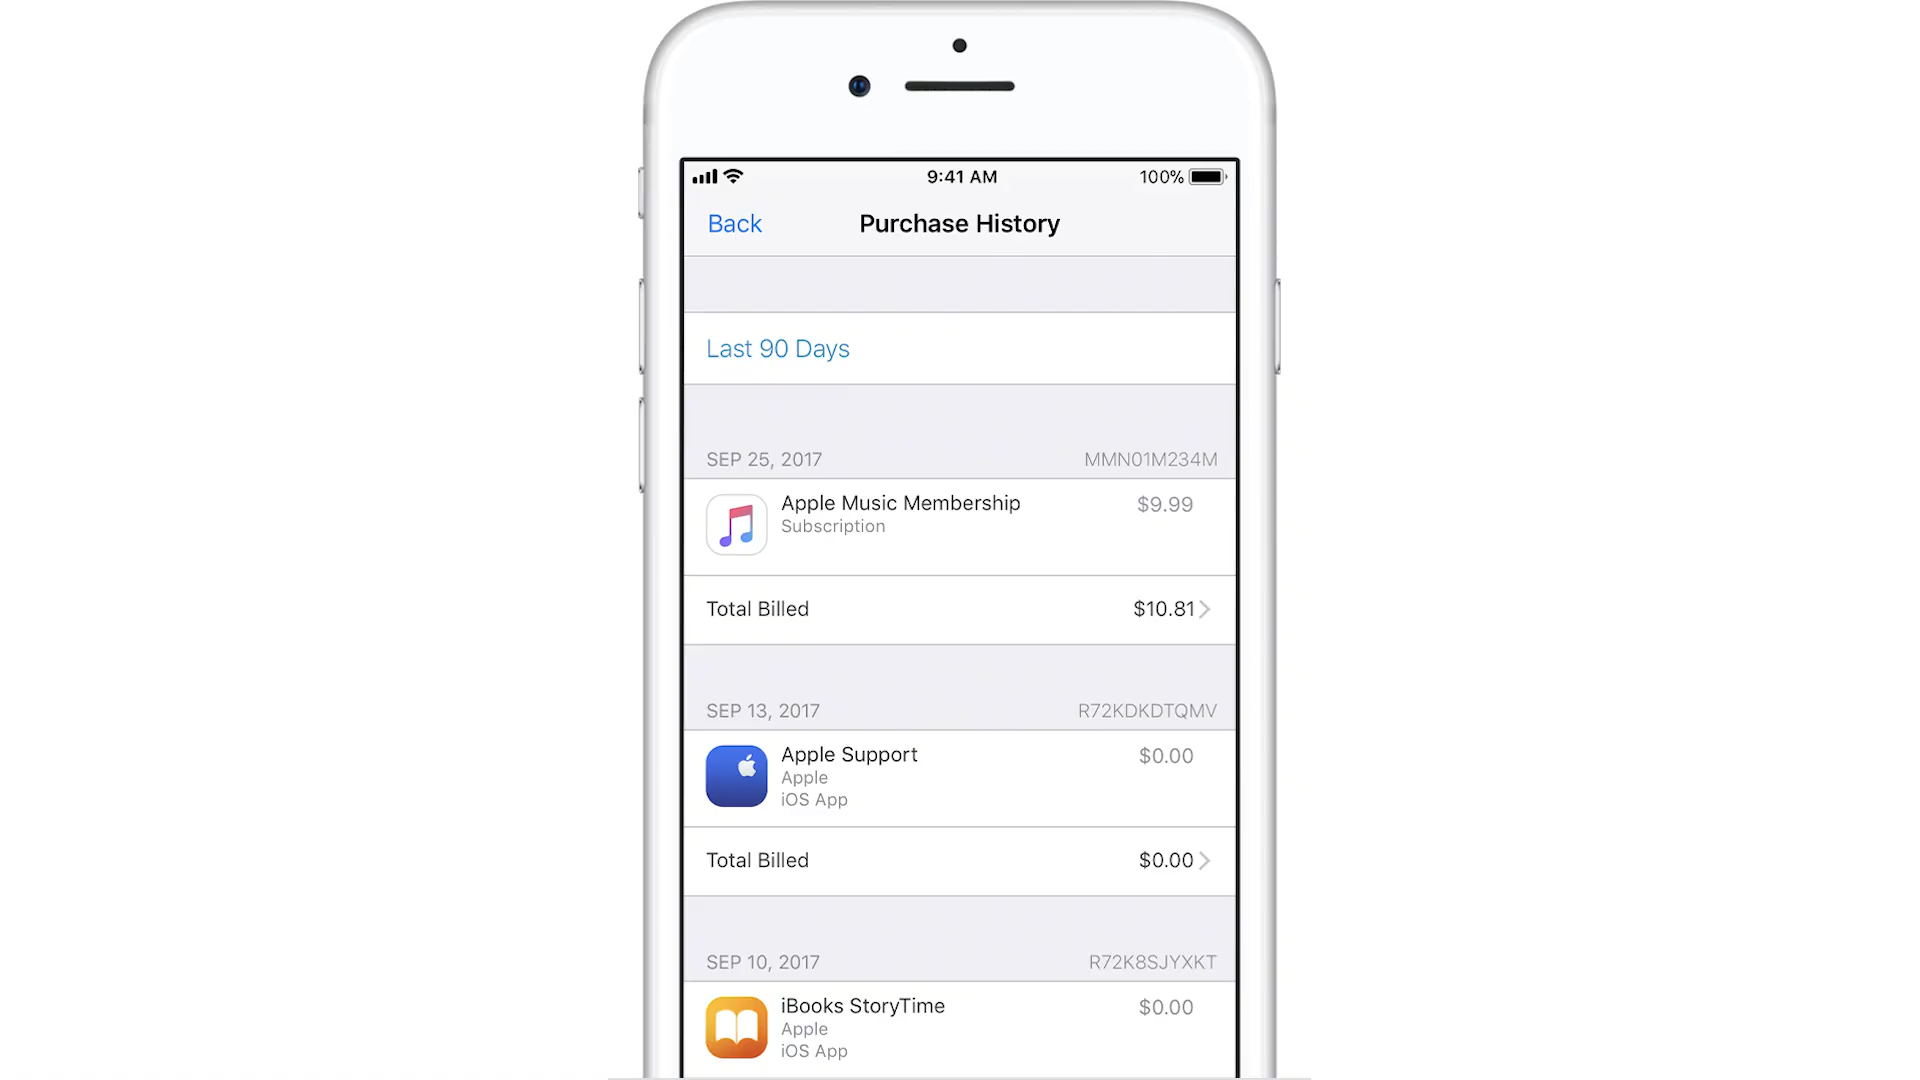 9:41 AM 100%
Back Purchase History
Last 90 Days
SEP 25, 2017 MMN01M234M
Apple Music Membership $9.99
Subscription
Total Billed $10.81
SEP 13, 2017 R72KDKDTQMV
Apple Support $0.00
Apple
iOS App
Total Billed $0.00
SEP 10, 2017 R72K8SJYXKT
iBooks StoryTime $0.00
Apple
iOS App